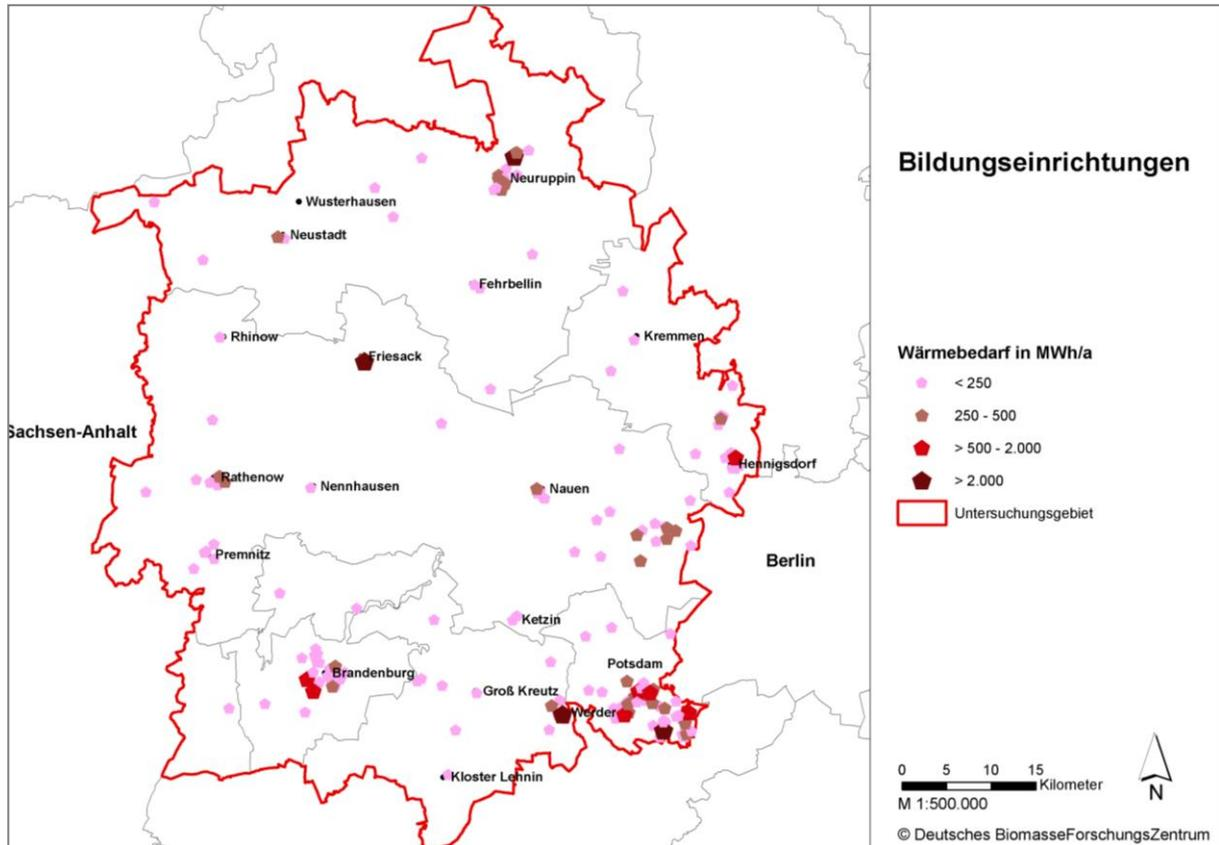 Bildungseinrichtungen
Neuruppin
Wusterhausen
Neustadt
Fehrbellin
Rhinow
Kremmen
Friesack
Sachsen-Anhalt
Hennigsdorf
Rathenow
Nennhausen
Nauen
Premnitz
Berlin
Ketzin
Potsdam
Brandenburg
Groß Kreutz
Werder
Kloster Lehnin
Wärmebedarf in MWh/a
< 250
250 - 500
> 500 - 2.000
> 2.000
Untersuchungsgebiet
0 5 10 15
Kilometer
M 1:500.000
N
© Deutsches BiomasseForschungsZentrum